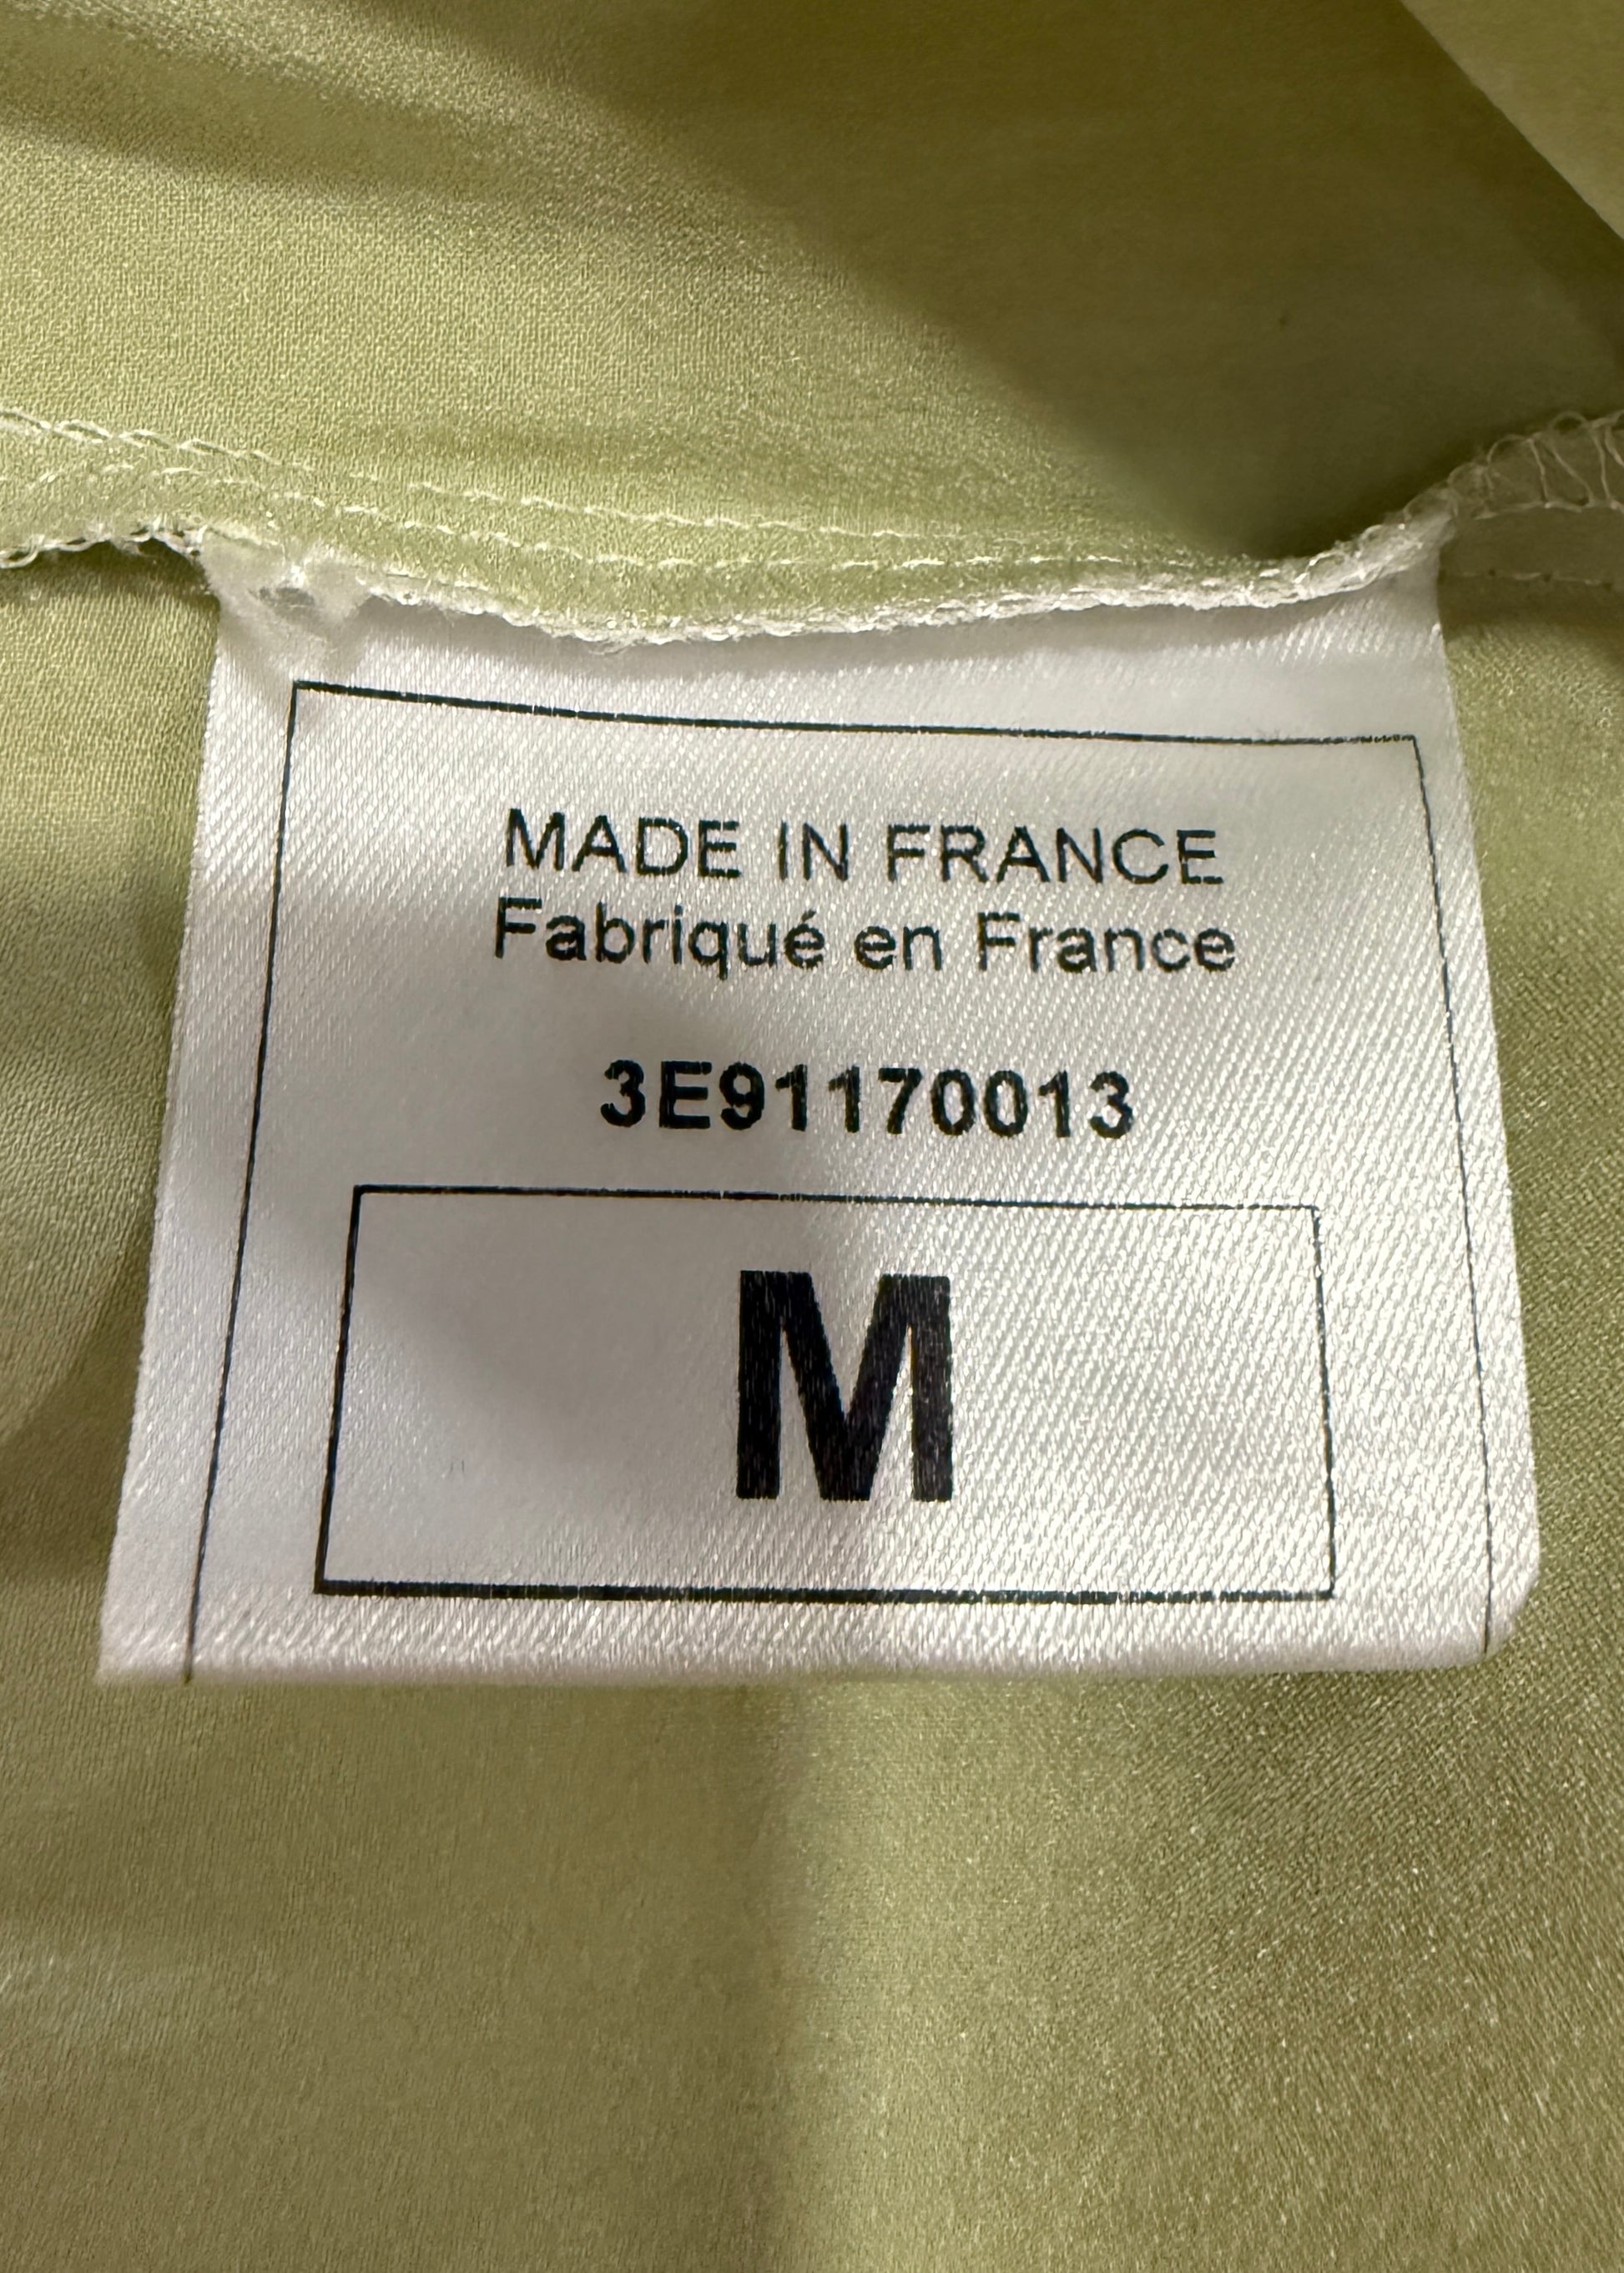 MADE IN FRANCE
Fabriqué en France
3E91170013
M